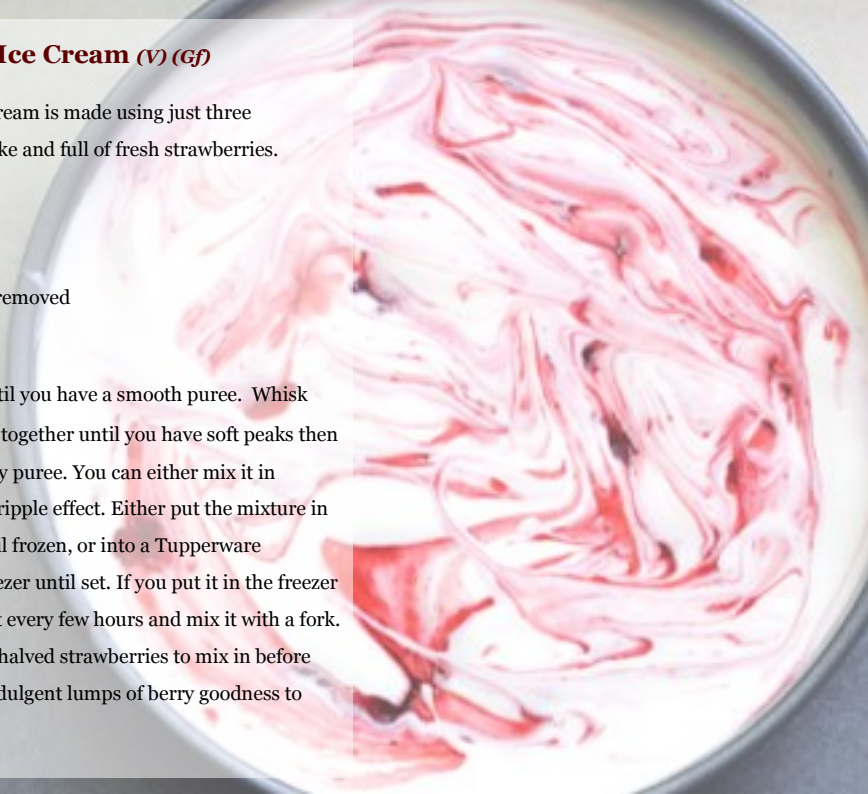 Ice Cream (V) (Gf)
ream is made using just three
ke and full of fresh strawberries.
removed
til you have a smooth puree. Whisk
together until you have soft peaks then
y puree. You can either mix it in
ripple effect. Either put the mixture in
il frozen, or into a Tupperware
ezer until set. If you put it in the freezer
t every few hours and mix it with a fork.
halved strawberries to mix in before
dulgent lumps of berry goodness to